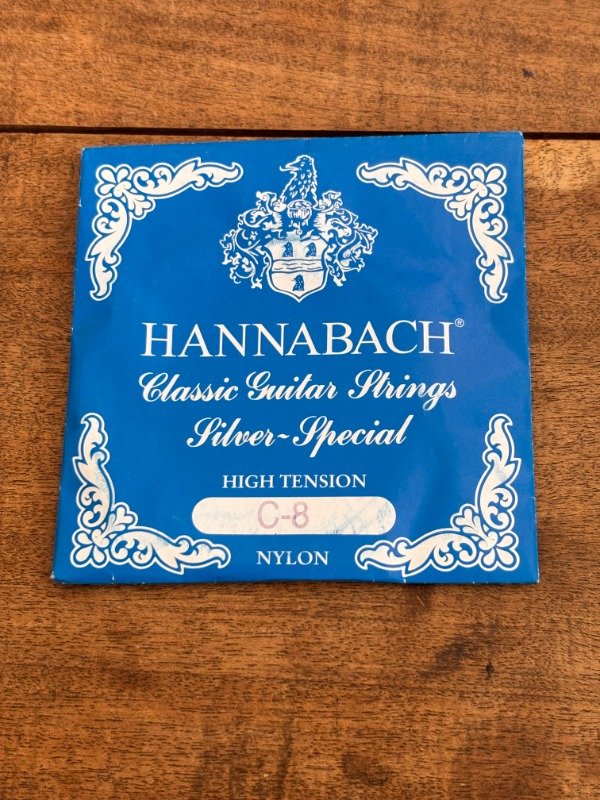 HANNABACH®
Classic Guitar Strings
Silver-Special
HIGH TENSION
C-8
NYLON